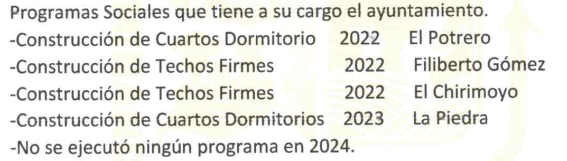 Programas Sociales que tiene a su cargo el ayuntamiento.
-Construcción de Cuartos Dormitorio 2022 El Potrero
-Construcción de Techos Firmes 2022 Filiberto Gómez
-Construcción de Techos Firmes 2022 El Chirimoyo
-Construcción de Cuartos Dormitorios 2023 La Piedra
-No se ejecutó ningún programa en 2024.